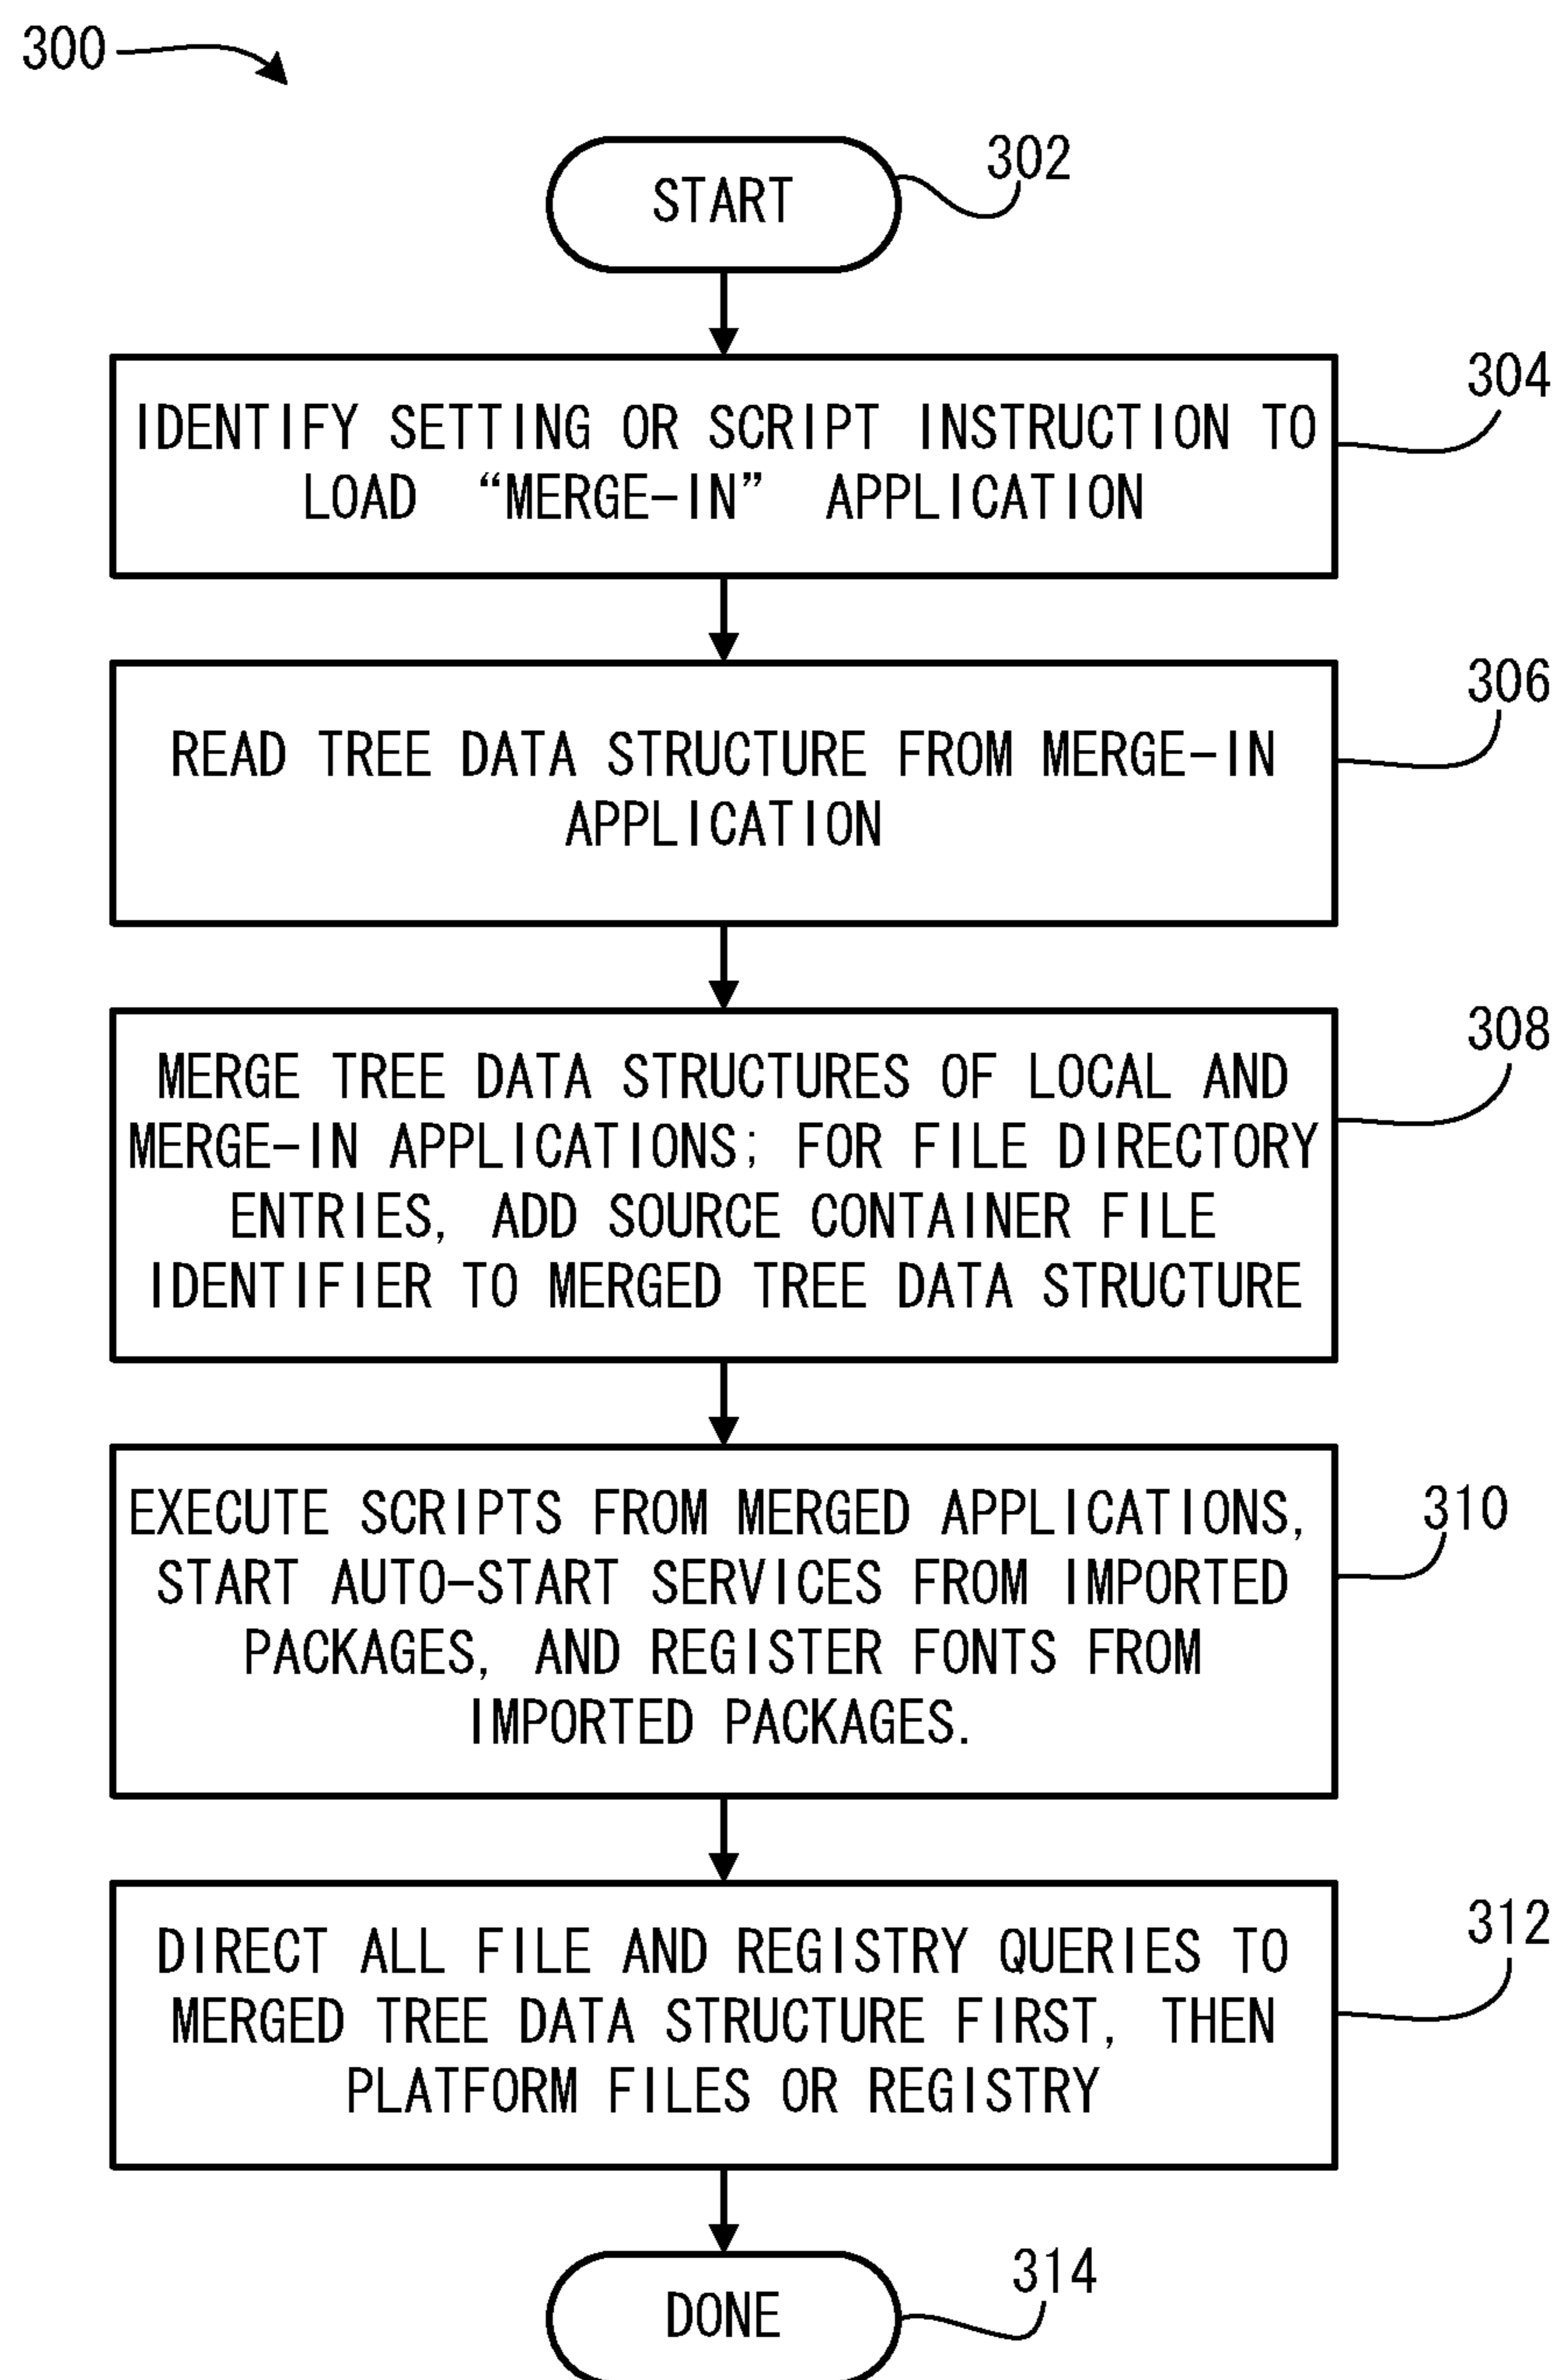 300
302
START
304
IDENTIFY SETTING OR SCRIPT INSTRUCTION TO
LOAD “MERGE-IN” APPLICATION
306
READ TREE DATA STRUCTURE FROM MERGE-IN
APPLICATION
308
MERGE TREE DATA STRUCTURES OF LOCAL AND
MERGE-IN APPLICATIONS; FOR FILE DIRECTORY
ENTRIES, ADD SOURCE CONTAINER FILE
IDENTIFIER TO MERGED TREE DATA STRUCTURE
310
EXECUTE SCRIPTS FROM MERGED APPLICATIONS,
START AUTO-START SERVICES FROM IMPORTED
PACKAGES, AND REGISTER FONTS FROM
IMPORTED PACKAGES.
312
DIRECT ALL FILE AND REGISTRY QUERIES TO
MERGED TREE DATA STRUCTURE FIRST, THEN
PLATFORM FILES OR REGISTRY
314
DONE